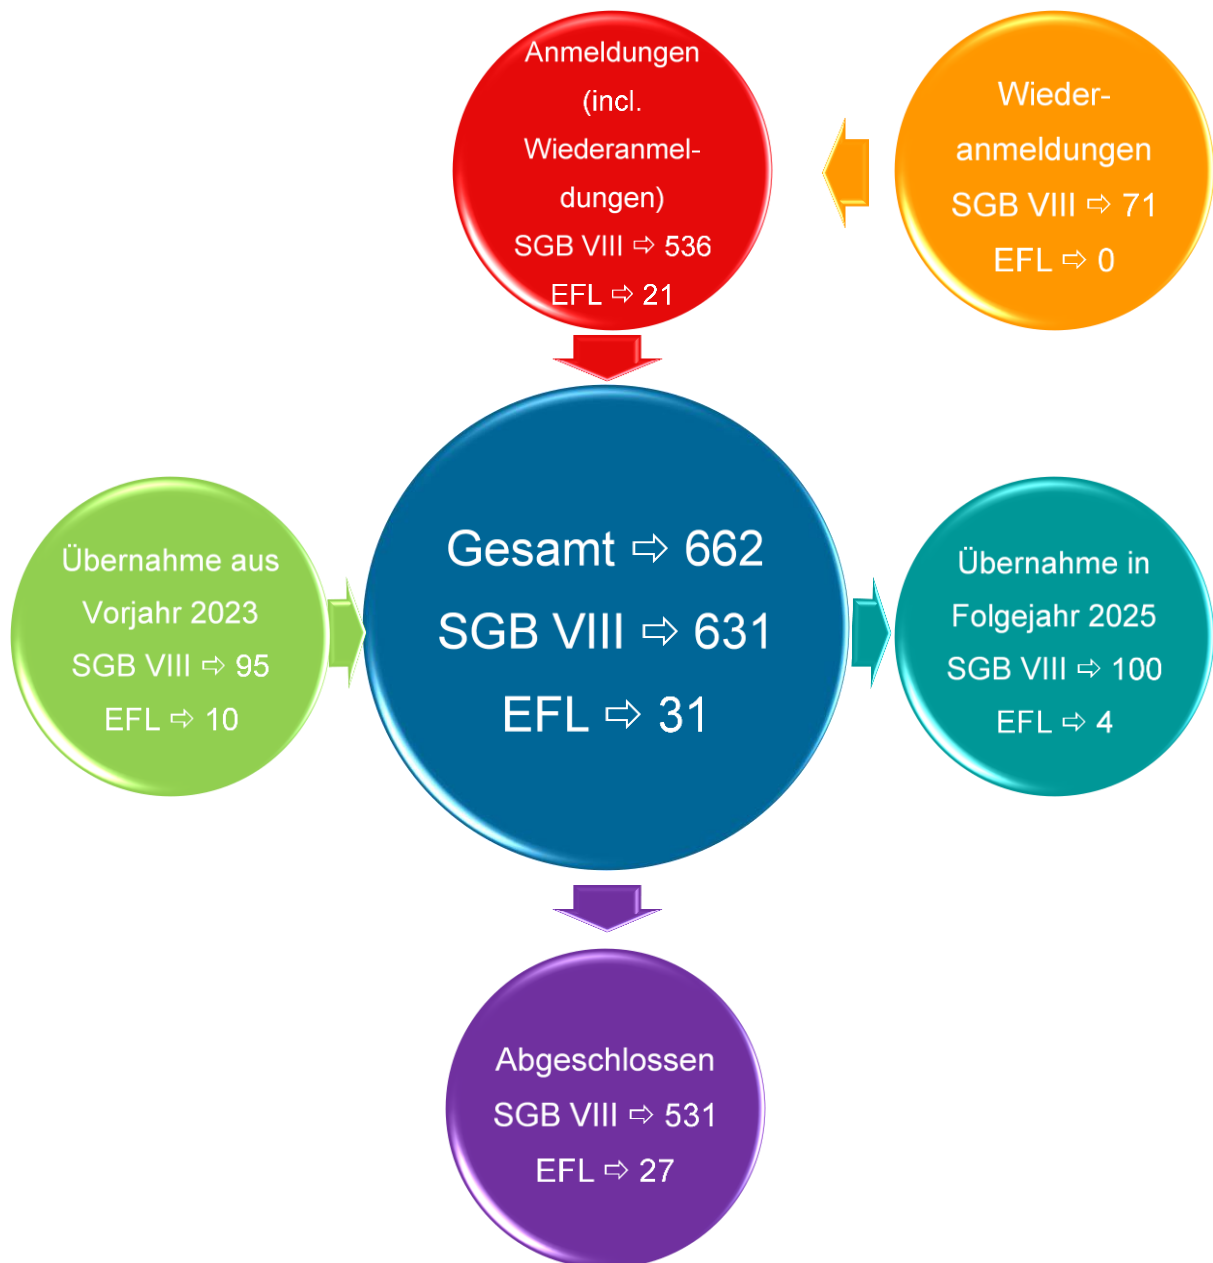 Anmeldungen
(incl.
Wiederanmel-
dungen)
SGB VIII ⇨ 536
EFL ⇨ 21
Wieder-
anmeldungen
SGB VIII ⇨ 71
EFL ⇨ 0
Übernahme aus
Vorjahr 2023
SGB VIII ⇨ 95
EFL ⇨ 10
Gesamt ⇨ 662
SGB VIII ⇨ 631
EFL ⇨ 31
Übernahme in
Folgejahr 2025
SGB VIII ⇨ 100
EFL ⇨ 4
Abgeschlossen
SGB VIII ⇨ 531
EFL ⇨ 27